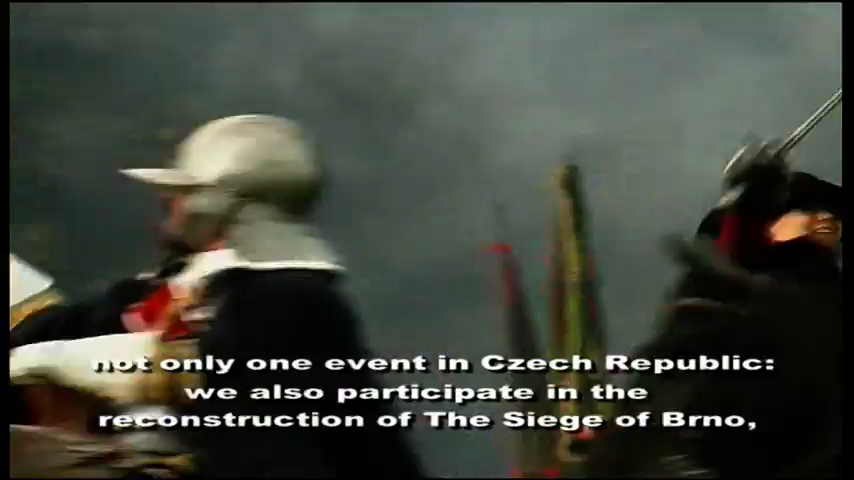 not only one event in Czech Republic:
we also participate in the
reconstruction of The Siege of Brno,